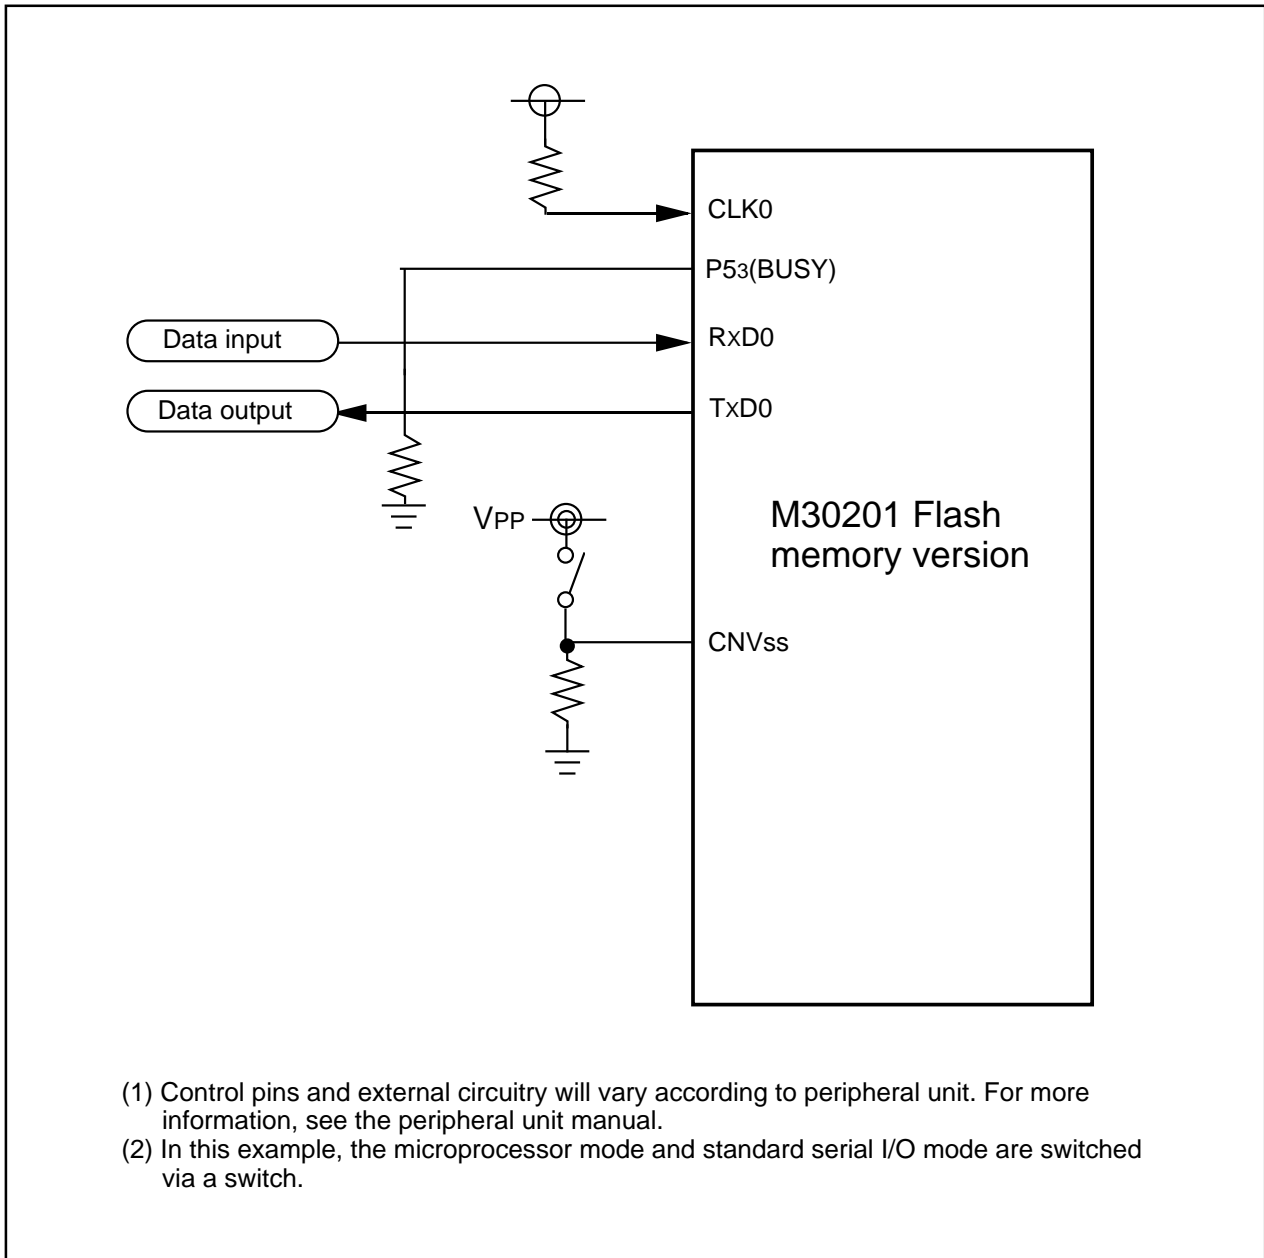 CLK0
P53(BUSY)
Data input
RXD0
Data output
TXD0
VPP
M30201 Flash
memory version
CNVss
(1) Control pins and external circuitry will vary according to peripheral unit. For more
information, see the peripheral unit manual.
(2) In this example, the microprocessor mode and standard serial I/O mode are switched
via a switch.